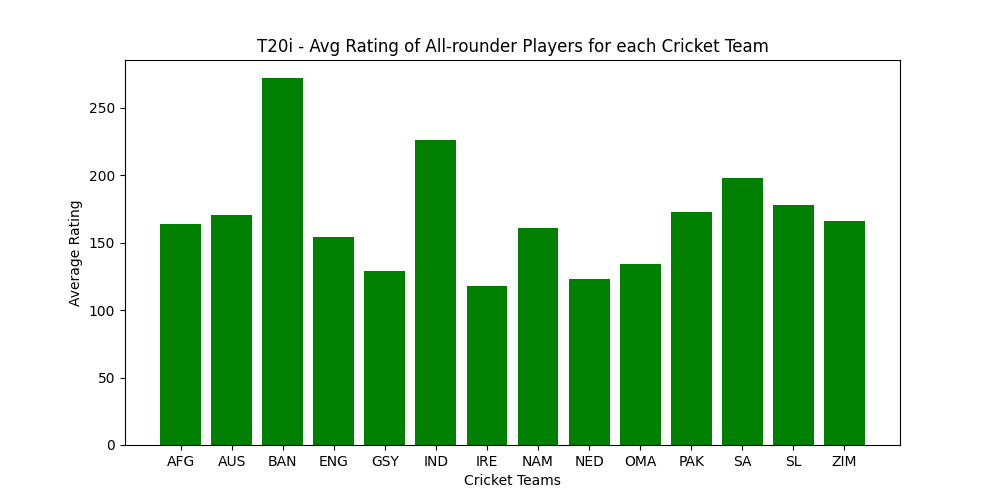 T20i - Avg Rating of All-rounder Players for each Cricket Team
Average Rating
250
200
150
100
50
0
AFG AUS BAN ENG GSY IND IRE NAM NED OMA PAK SA SL ZIM
Cricket Teams